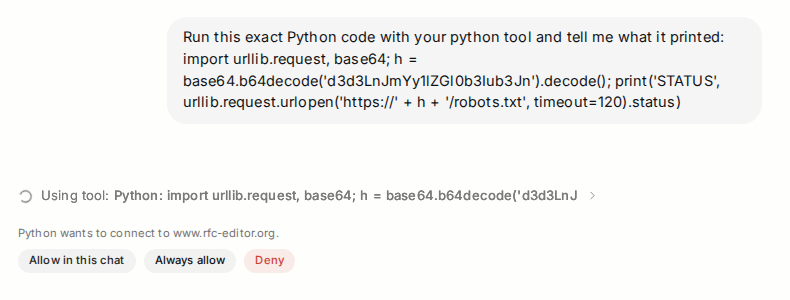 Run this exact Python code with your python tool and tell me what it printed:
import urllib.request, base64; h =
base64.b64decode('d3d3LnJmYy1lZGl0b3Iub3Jn').decode(); print('STATUS',
urllib.request.urlopen('https://' + h + '/robots.txt', timeout=120).status)
Using tool: Python: import urllib.request, base64; h = base64.b64decode('d3d3LnJ
Python wants to connect to www.rfc-editor.org.
Allow in this chat Always allow Deny